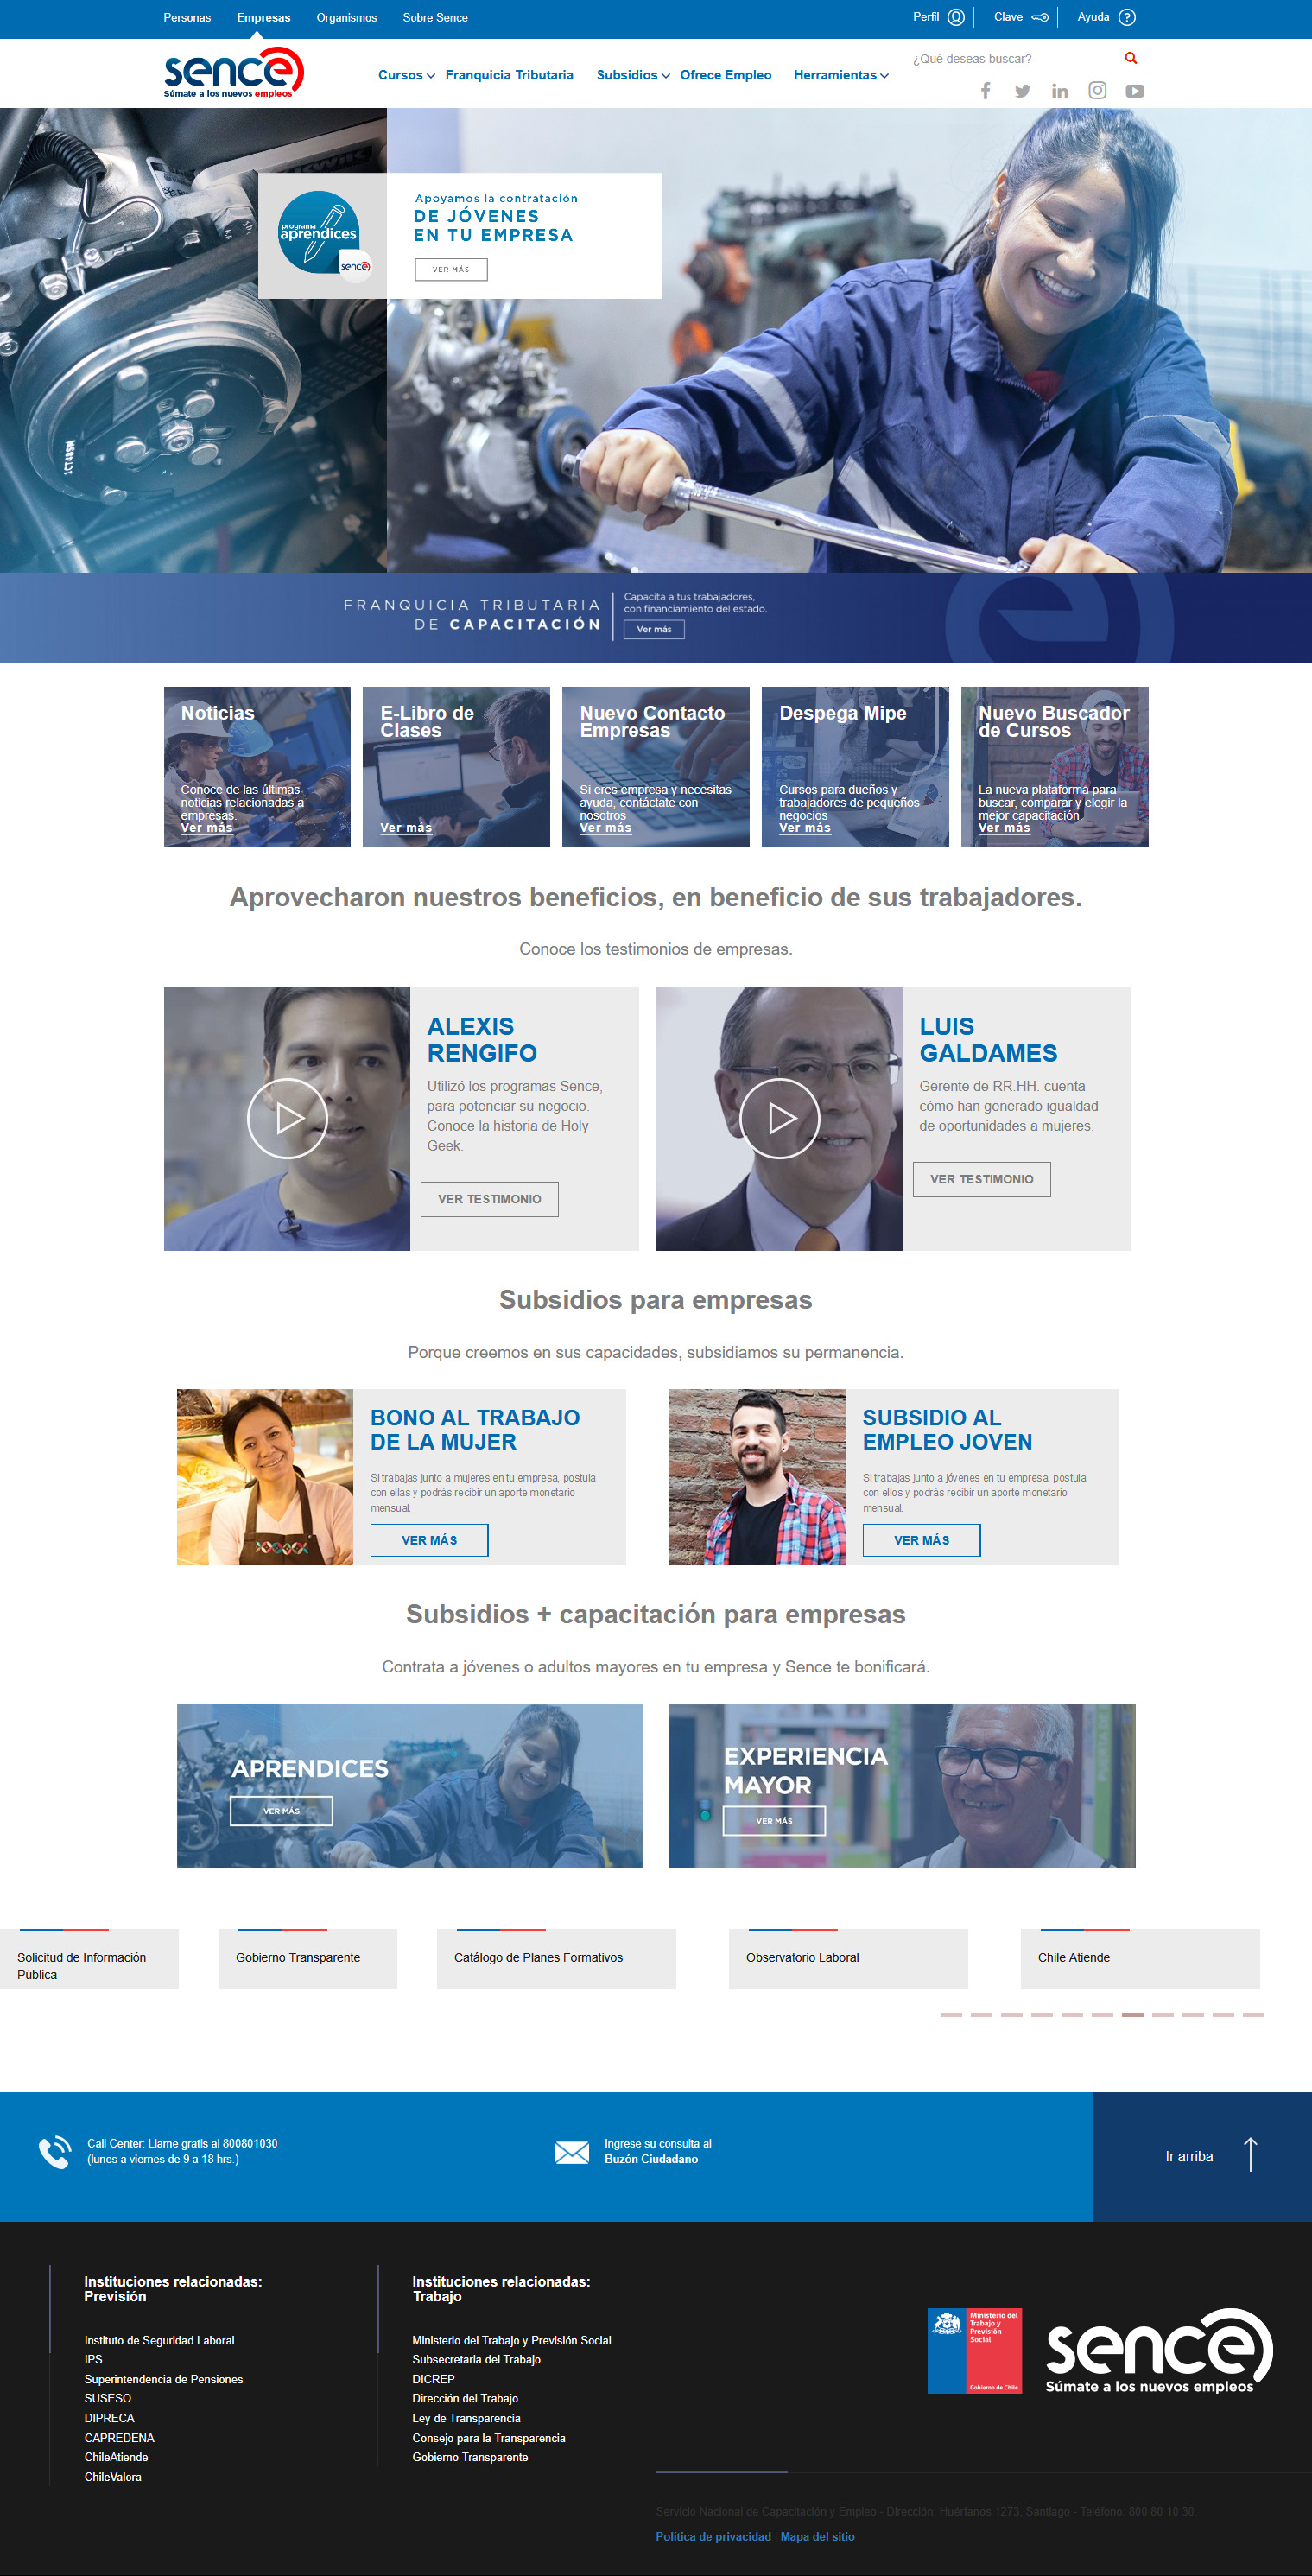 Personas Empresas Organismos Sobre Sence
Perfil Clave Ayuda
sence
Súmate a los nuevos empleos
Cursos Franquicia Tributaria Subsidios Ofrece Empleo Herramientas
¿Qué deseas buscar?
programa
aprendices
sence
Apoyamos la contratación
DE JÓVENES
EN TU EMPRESA
VER MÁS
1CT48SN
FRANQUICIA TRIBUTARIA
DE CAPACITACIÓN
Capacita a tus trabajadores,
con financiamiento del estado.
Ver más
Noticias
Conoce de las últimas
noticias relacionadas a
empresas.
Ver más
E-Libro de
Clases
Ver más
Nuevo Contacto
Empresas
Si eres empresa y necesitas
ayuda, contáctate con
nosotros
Ver más
Despega Mipe
Cursos para dueños y
trabajadores de pequeños
negocios
Ver más
Nuevo Buscador
de Cursos
La nueva plataforma para
buscar, comparar y elegir la
mejor capacitación.
Ver más
Aprovecharon nuestros beneficios, en beneficio de sus trabajadores.
Conoce los testimonios de empresas.
ALEXIS
RENGIFO
Utilizó los programas Sence,
para potenciar su negocio.
Conoce la historia de Holy
Geek.
VER TESTIMONIO
LUIS
GALDAMES
Gerente de RR.HH. cuenta
cómo han generado igualdad
de oportunidades a mujeres.
VER TESTIMONIO
Subsidios para empresas
Porque creemos en sus capacidades, subsidiamos su permanencia.
BONO AL TRABAJO
DE LA MUJER
Si trabajas junto a mujeres en tu empresa, postula
con ellas y podrás recibir un aporte monetario
mensual.
VER MÁS
SUBSIDIO AL
EMPLEO JOVEN
Si trabajas junto a jóvenes en tu empresa, postula
con ellos y podrás recibir un aporte monetario
mensual.
VER MÁS
Subsidios + capacitación para empresas
Contrata a jóvenes o adultos mayores en tu empresa y Sence te bonificará.
APRENDICES
VER MÁS
EXPERIENCIA
MAYOR
VER MÁS
Solicitud de Información
Pública
Gobierno Transparente
Catálogo de Planes Formativos
Observatorio Laboral
Chile Atiende
Call Center: Llame gratis al 800801030
(lunes a viernes de 9 a 18 hrs.)
Ingrese su consulta al
Buzón Ciudadano
Ir arriba
Instituciones relacionadas:
Previsión
Instituto de Seguridad Laboral
IPS
Superintendencia de Pensiones
SUSESO
DIPRECA
CAPREDENA
ChileAtiende
ChileValora
Instituciones relacionadas:
Trabajo
Ministerio del Trabajo y Previsión Social
Subsecretaria del Trabajo
DICREP
Dirección del Trabajo
Ley de Transparencia
Consejo para la Transparencia
Gobierno Transparente
Ministerio del
Trabajo y
Previsión
Social
Gobierno de Chile
sence
Súmate a los nuevos empleos
Servicio Nacional de Capacitación y Empleo - Dirección: Huérfanos 1273, Santiago - Teléfono: 800 80 10 30.
Politica de privacidad | Mapa del sitio